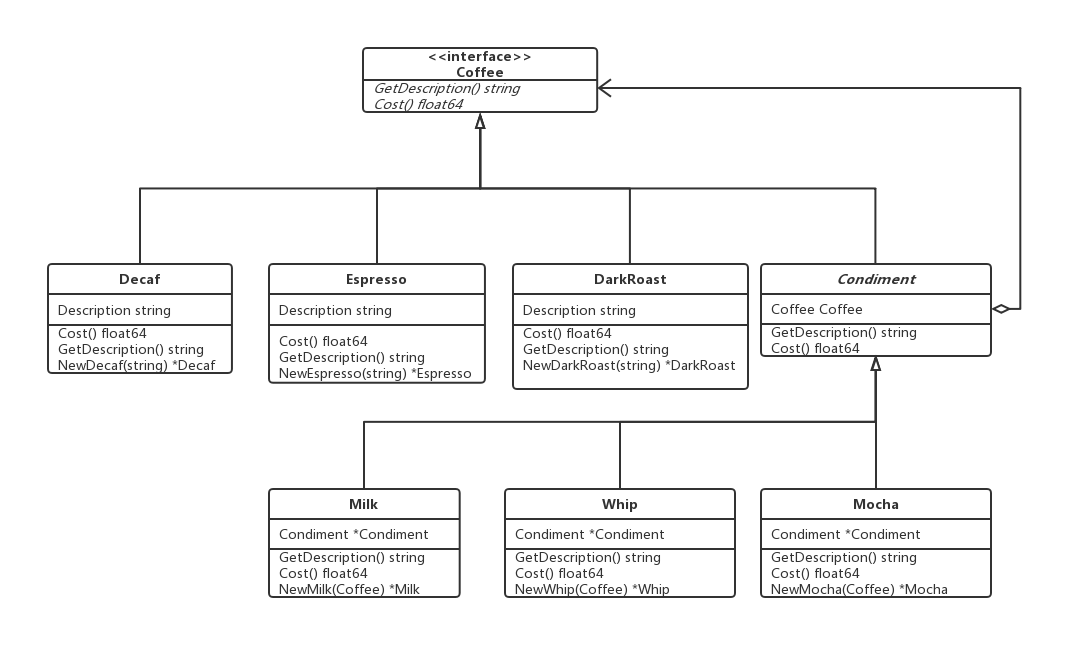 <<interface>>
Coffee
GetDescription() string
Cost() float64
Decaf
Description string
Cost() float64
GetDescription() string
NewDecaf(string) *Decaf
Espresso
Description string
Cost() float64
GetDescription() string
NewEspresso(string) *Espresso
DarkRoast
Description string
Cost() float64
GetDescription() string
NewDarkRoast(string) *DarkRoast
Condiment
Coffee Coffee
GetDescription() string
Cost() float64
Milk
Condiment *Condiment
GetDescription() string
Cost() float64
NewMilk(Coffee) *Milk
Whip
Condiment *Condiment
GetDescription() string
Cost() float64
NewWhip(Coffee) *Whip
Mocha
Condiment *Condiment
GetDescription() string
Cost() float64
NewMocha(Coffee) *Mocha